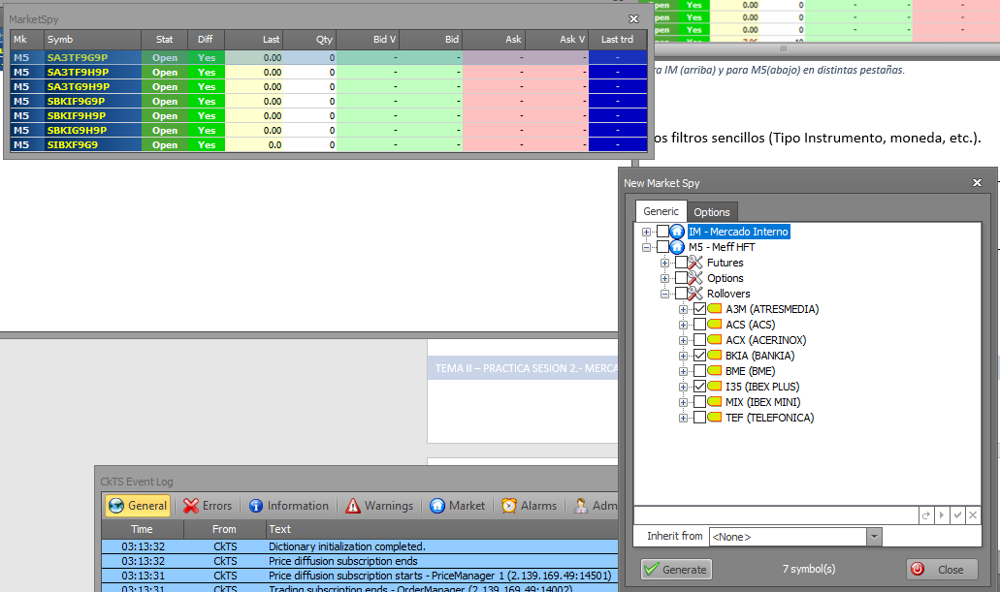 MarketSpy
Mk Symb Stat Diff Last Qty Bid V Bid Ask Ask V Last trd
M5 SA3TF9G9P Open Yes 0.00 0 - - - - -
M5 SA3TF9H9P Open Yes 0.00 0 - - - - -
M5 SA3TG9H9P Open Yes 0.00 0 - - - - -
M5 SBKIF9G9P Open Yes 0.00 0 - - - - -
M5 SBKIF9H9P Open Yes 0.00 0 - - - - -
M5 SBKIG9H9P Open Yes 0.00 0 - - - - -
M5 SIBXF9G9 Open Yes 0.0 0 - - - - -
Open Yes 0.00 0 - - -
Open Yes 0.00 0 - - -
Open Yes 0.00 0 - - -
ra IM (arriba) y para M5(abajo) en distintas pestañas.
os filtros sencillos (Tipo Instrumento, moneda, etc.).
New Market Spy
Generic Options
IM - Mercado Interno
M5 - Meff HFT
Futures
Options
Rollovers
A3M (ATRESMEDIA)
ACS (ACS)
ACX (ACERINOX)
BKIA (BANKIA)
BME (BME)
I35 (IBEX PLUS)
MIX (IBEX MINI)
TEF (TELEFONICA)
Inherit from <None>
Generate 7 symbol(s) Close
TEMA II – PRACTICA SESION 2.- MERCA
CkTS Event Log
General Errors Information Warnings Market Alarms Adm
Time From Text
03:13:32 CkTS Dictionary initialization completed.
03:13:32 CkTS Price diffusion subscription ends
03:13:31 CkTS Price diffusion subscription starts - PriceManager 1 (2.139.169.49:14501)
03:13:31 CkTS Trading subscription ends - OrderManager (2.139.169.49:14002)